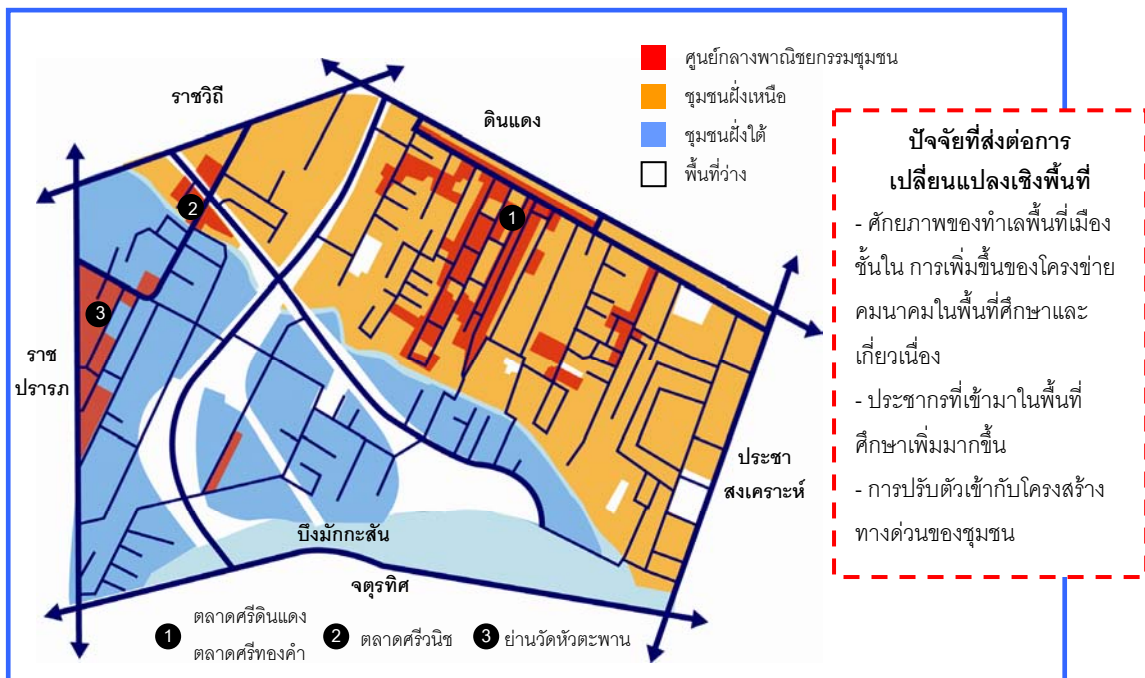 ราชวิถี
ดินแดง
ศูนย์กลางพาณิชยกรรมชุมชน
ชุมชนฝั่งเหนือ
ชุมชนฝั่งใต้
พื้นที่ว่าง
1
2
3
ราช
ปรารภ
ประชา
สงเคราะห์
บึงมักกะสัน
จตุรทิศ
1 ตลาดศรีดินแดง
ตลาดศรีทองคำ
2 ตลาดศรีวนิช
3 ย่านวัดหัวตะพาน
ปัจจัยที่ส่งต่อการ
เปลี่ยนแปลงเชิงพื้นที่
- ศักยภาพของทำเลพื้นที่เมือง
ชั้นใน การเพิ่มขึ้นของโครงข่าย
คมนาคมในพื้นที่ศึกษาและ
เกี่ยวเนื่อง
- ประชากรที่เข้ามาในพื้นที่
ศึกษาเพิ่มมากขึ้น
- การปรับตัวเข้ากับโครงสร้าง
ทางด่วนของชุมชน